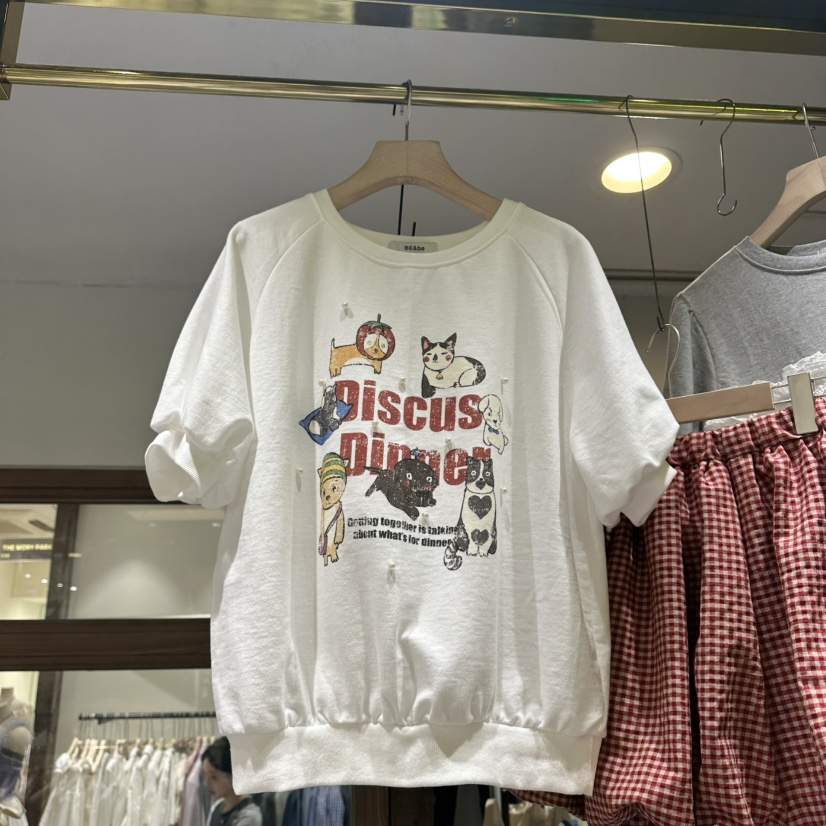 Discus
Dinner
Getting together is talking
about what's for dinner